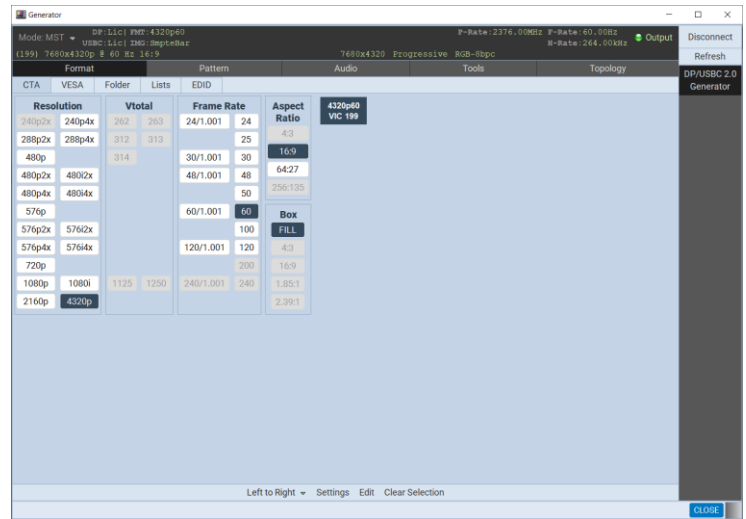 Generator
Mode: MST DP:Lic| FMT:4320p60 P-Rate:2376.00MHz F-Rate:60.00Hz Output Disconnect
USBC:Lic| IMG:SmpteBar H-Rate:264.00kHz
(199) 7680x4320p @ 60 Hz 16:9 7680x4320 Progressive RGB-8bpc Refresh
Format Pattern Audio Tools Topology DP/USBC 2.0
CTA VESA Folder Lists EDID Generator
Resolution Vtotal Frame Rate Aspect 4320p60
Ratio VIC 199
240p2x 240p4x 262 263 24/1.001 24
4:3
288p2x 288p4x 312 313 25
480p 314 30/1.001 30 16:9
480p2x 480i2x 48/1.001 48 64:27
480p4x 480i4x 50 256:135
576p 60/1.001 60 Box
576p2x 576i2x 100 FILL
576p4x 576i4x 120/1.001 120 4:3
720p 200 16:9
1080p 1080i 1125 1250 240/1.001 240 1.85:1
2160p 4320p 2.39:1
Left to Right Settings Edit Clear Selection
CLOSE